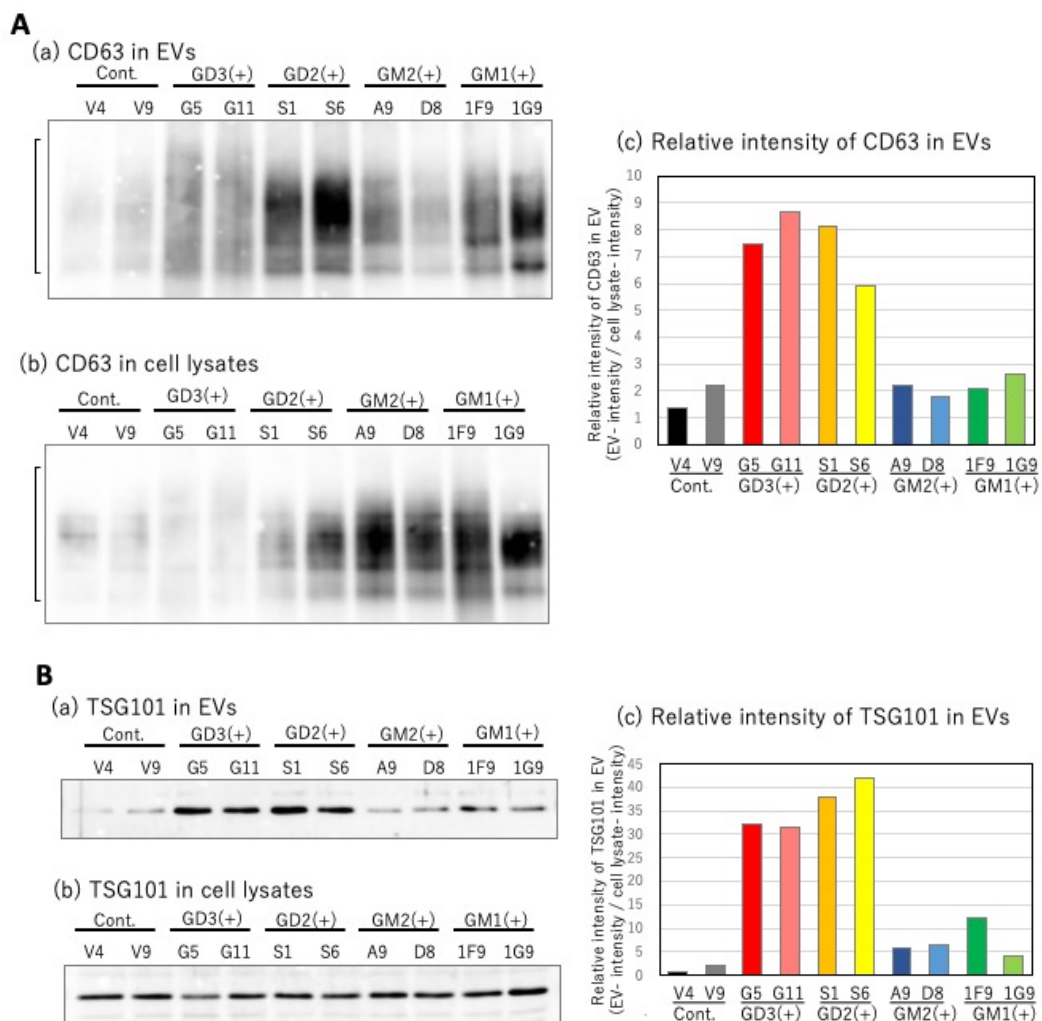 A
(a) CD63 in EVs
Cont. GD3(+) GD2(+) GM2(+) GM1(+)
V4 V9 G5 G11 S1 S6 A9 D8 1F9 1G9
(b) CD63 in cell lysates
Cont. GD3(+) GD2(+) GM2(+) GM1(+)
V4 V9 G5 G11 S1 S6 A9 D8 1F9 1G9
(c) Relative intensity of CD63 in EVs
Relative intensity of CD63 in EV
(EV- intensity / cell lysate- intensity)
10
9
8
7
6
5
4
3
2
1
0
V4 V9 G5 G11 S1 S6 A9 D8 1F9 1G9
Cont. GD3(+) GD2(+) GM2(+) GM1(+)
B
(a) TSG101 in EVs
Cont. GD3(+) GD2(+) GM2(+) GM1(+)
V4 V9 G5 G11 S1 S6 A9 D8 1F9 1G9
(b) TSG101 in cell lysates
Cont. GD3(+) GD2(+) GM2(+) GM1(+)
V4 V9 G5 G11 S1 S6 A9 D8 1F9 1G9
(c) Relative intensity of TSG101 in EVs
Relative intensity of TSG101 in EV
(EV- intensity / cell lysate- intensity)
45
40
35
30
25
20
15
10
5
0
V4 V9 G5 G11 S1 S6 A9 D8 1F9 1G9
Cont. GD3(+) GD2(+) GM2(+) GM1(+)